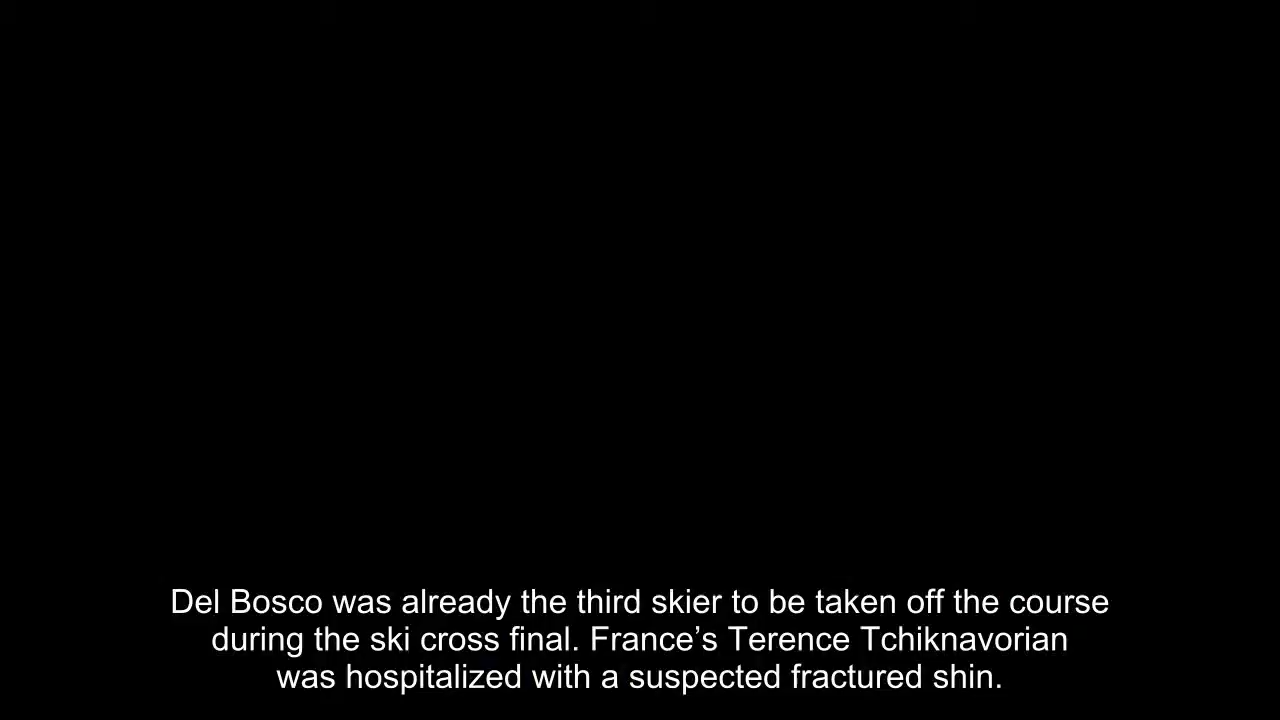 Del Bosco was already the third skier to be taken off the course
during the ski cross final. France’s Terence Tchiknavorian
was hospitalized with a suspected fractured shin.